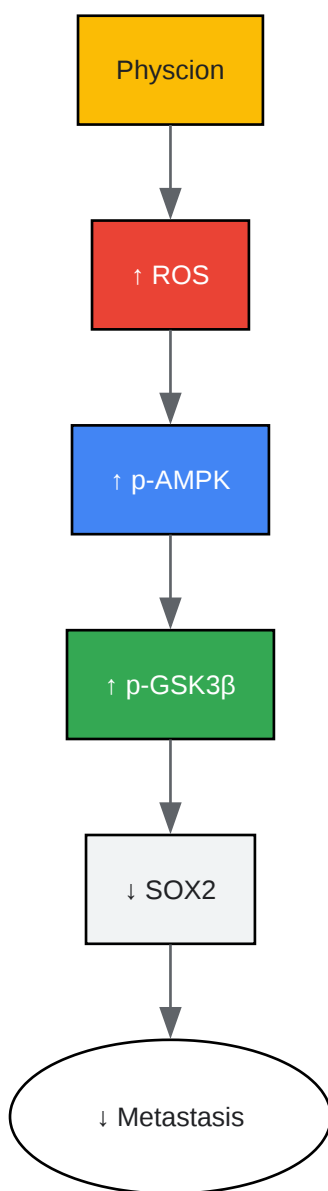 Physcion
↑ ROS
↑ p-AMPK
↑ p-GSK3β
↓ SOX2
↓ Metastasis